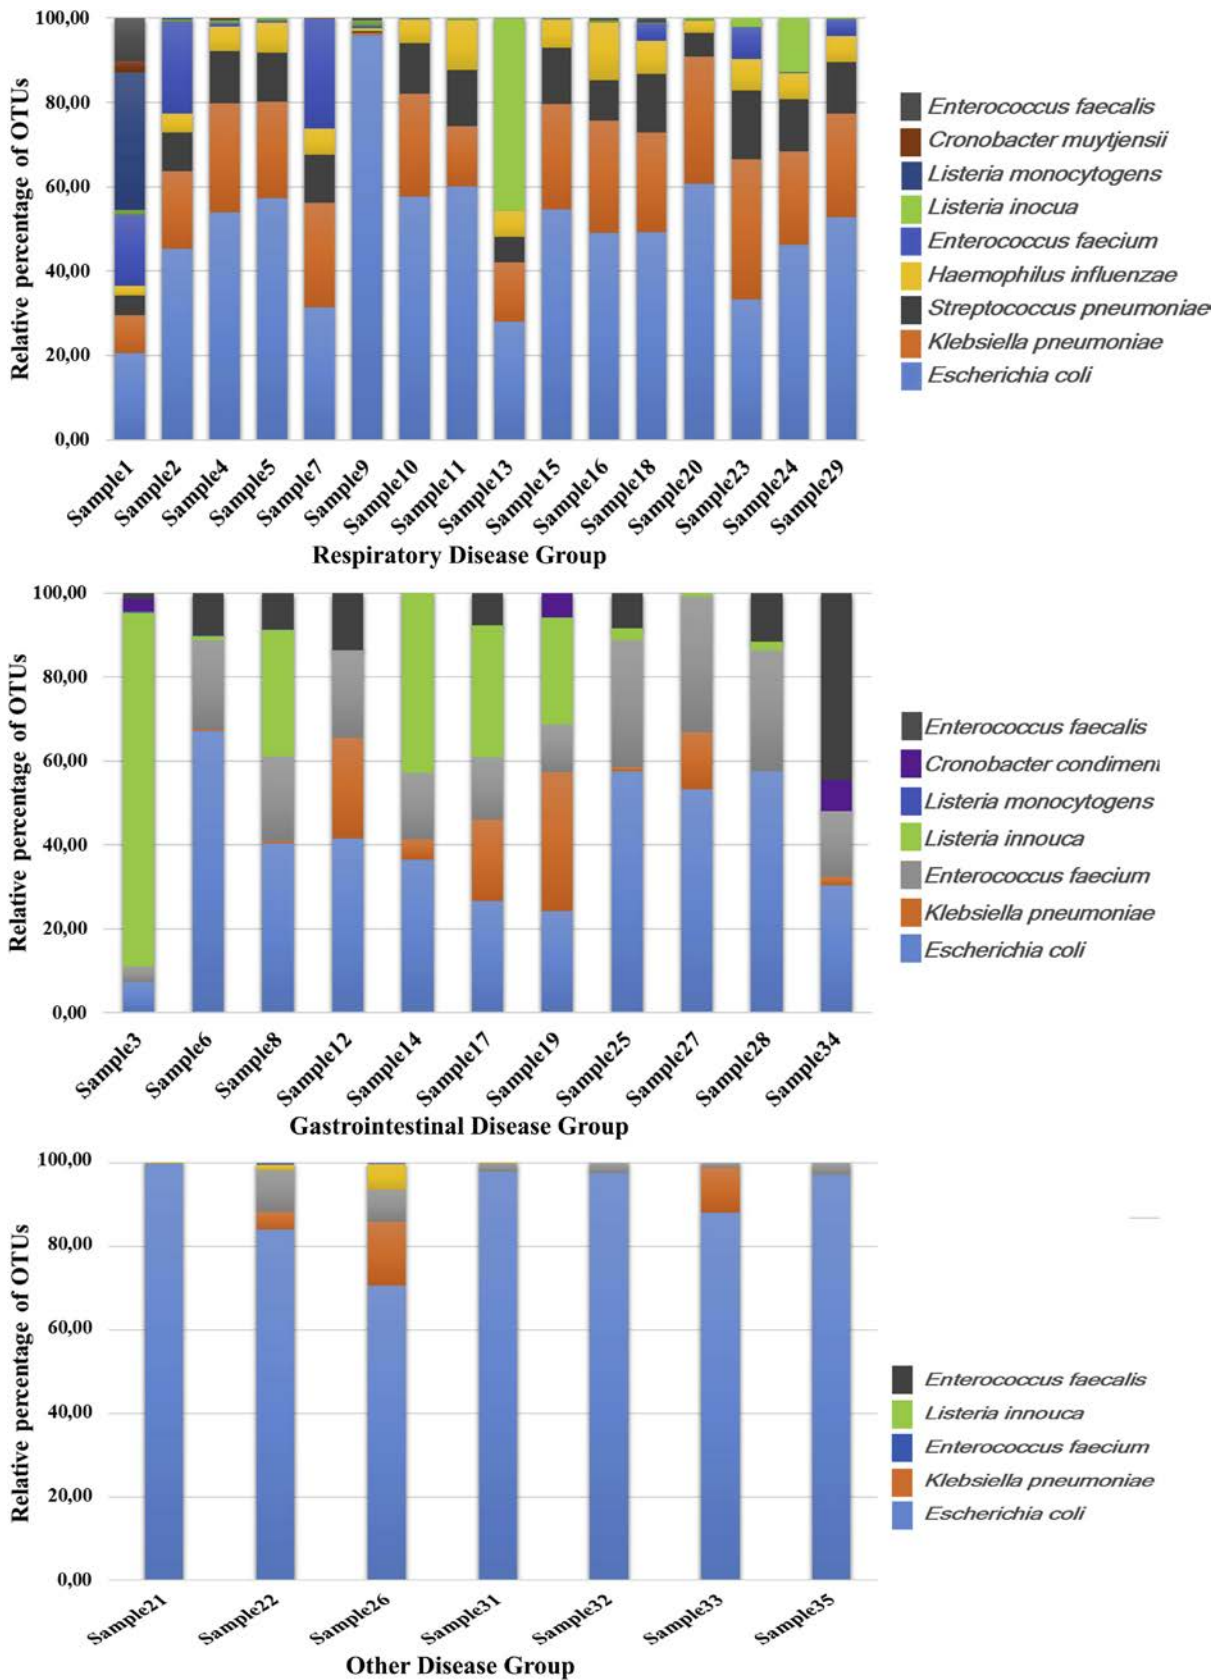 Relative percentage of OTUs
100,00
80,00
60,00
40,00
20,00
0,00
Sample1
Sample2
Sample4
Sample5
Sample7
Sample9
Sample10
Sample11
Sample13
Sample15
Sample16
Sample18
Sample20
Sample23
Sample24
Sample29
Respiratory Disease Group
Enterococcus faecalis
Cronobacter muytjensii
Listeria monocytogens
Listeria inocua
Enterococcus faecium
Haemophilus influenzae
Streptococcus pneumoniae
Klebsiella pneumoniae
Escherichia coli
Relative percentage of OTUs
100,00
80,00
60,00
40,00
20,00
0,00
Sample3
Sample6
Sample8
Sample12
Sample14
Sample17
Sample19
Sample25
Sample27
Sample28
Sample34
Gastrointestinal Disease Group
Enterococcus faecalis
Cronobacter condiment
Listeria monocytogens
Listeria innouca
Enterococcus faecium
Klebsiella pneumoniae
Escherichia coli
Relative percentage of OTUs
100,00
80,00
60,00
40,00
20,00
0,00
Sample21
Sample22
Sample26
Sample31
Sample32
Sample33
Sample35
Other Disease Group
Enterococcus faecalis
Listeria innouca
Enterococcus faecium
Klebsiella pneumoniae
Escherichia coli